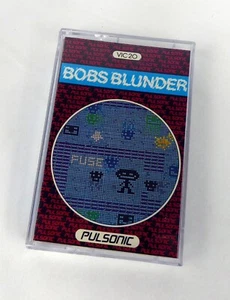 VIC 20
BOBS BLUNDER
FUSE
PULSONIC